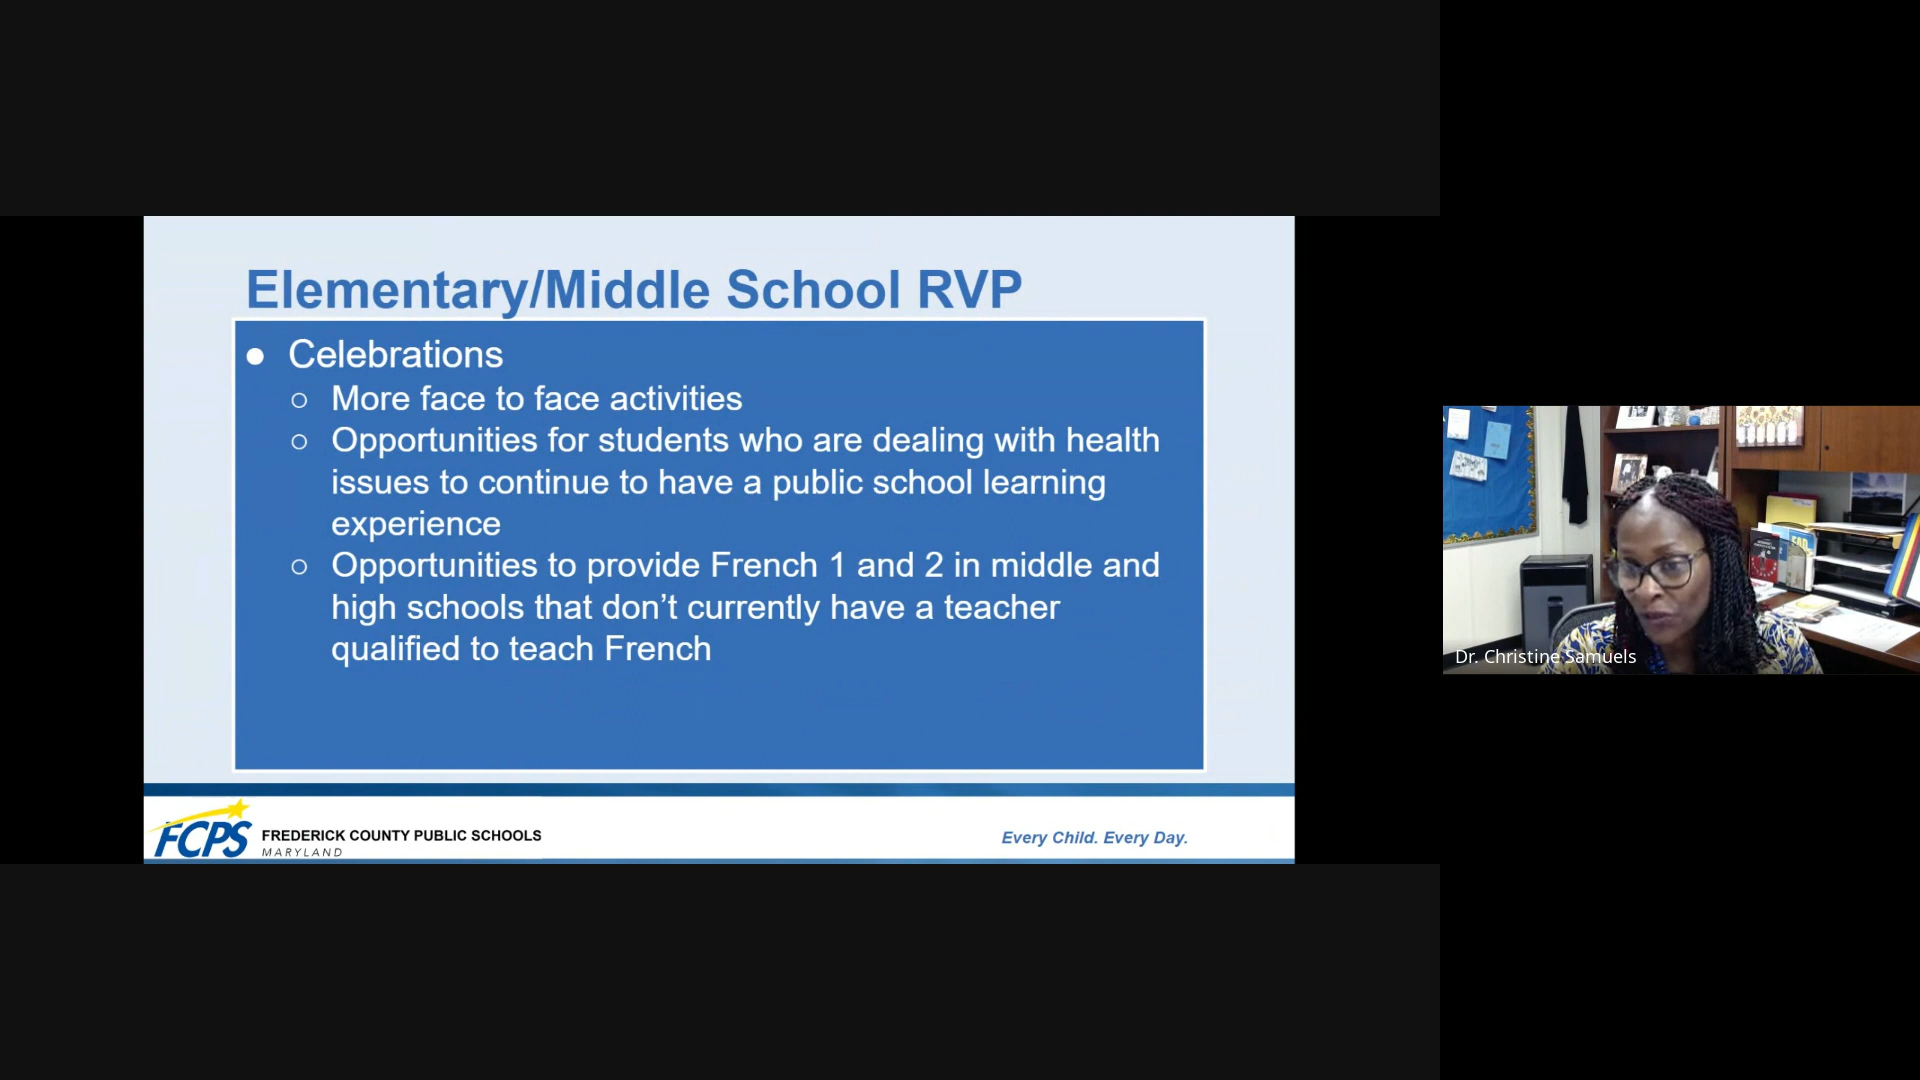 Elementary/Middle School RVP
● Celebrations
○ More face to face activities
○ Opportunities for students who are dealing with health
issues to continue to have a public school learning
experience
○ Opportunities to provide French 1 and 2 in middle and
high schools that don’t currently have a teacher
qualified to teach French
FCPS
FREDERICK COUNTY PUBLIC SCHOOLS
MARYLAND
Every Child. Every Day.
Dr. Christine Samuels